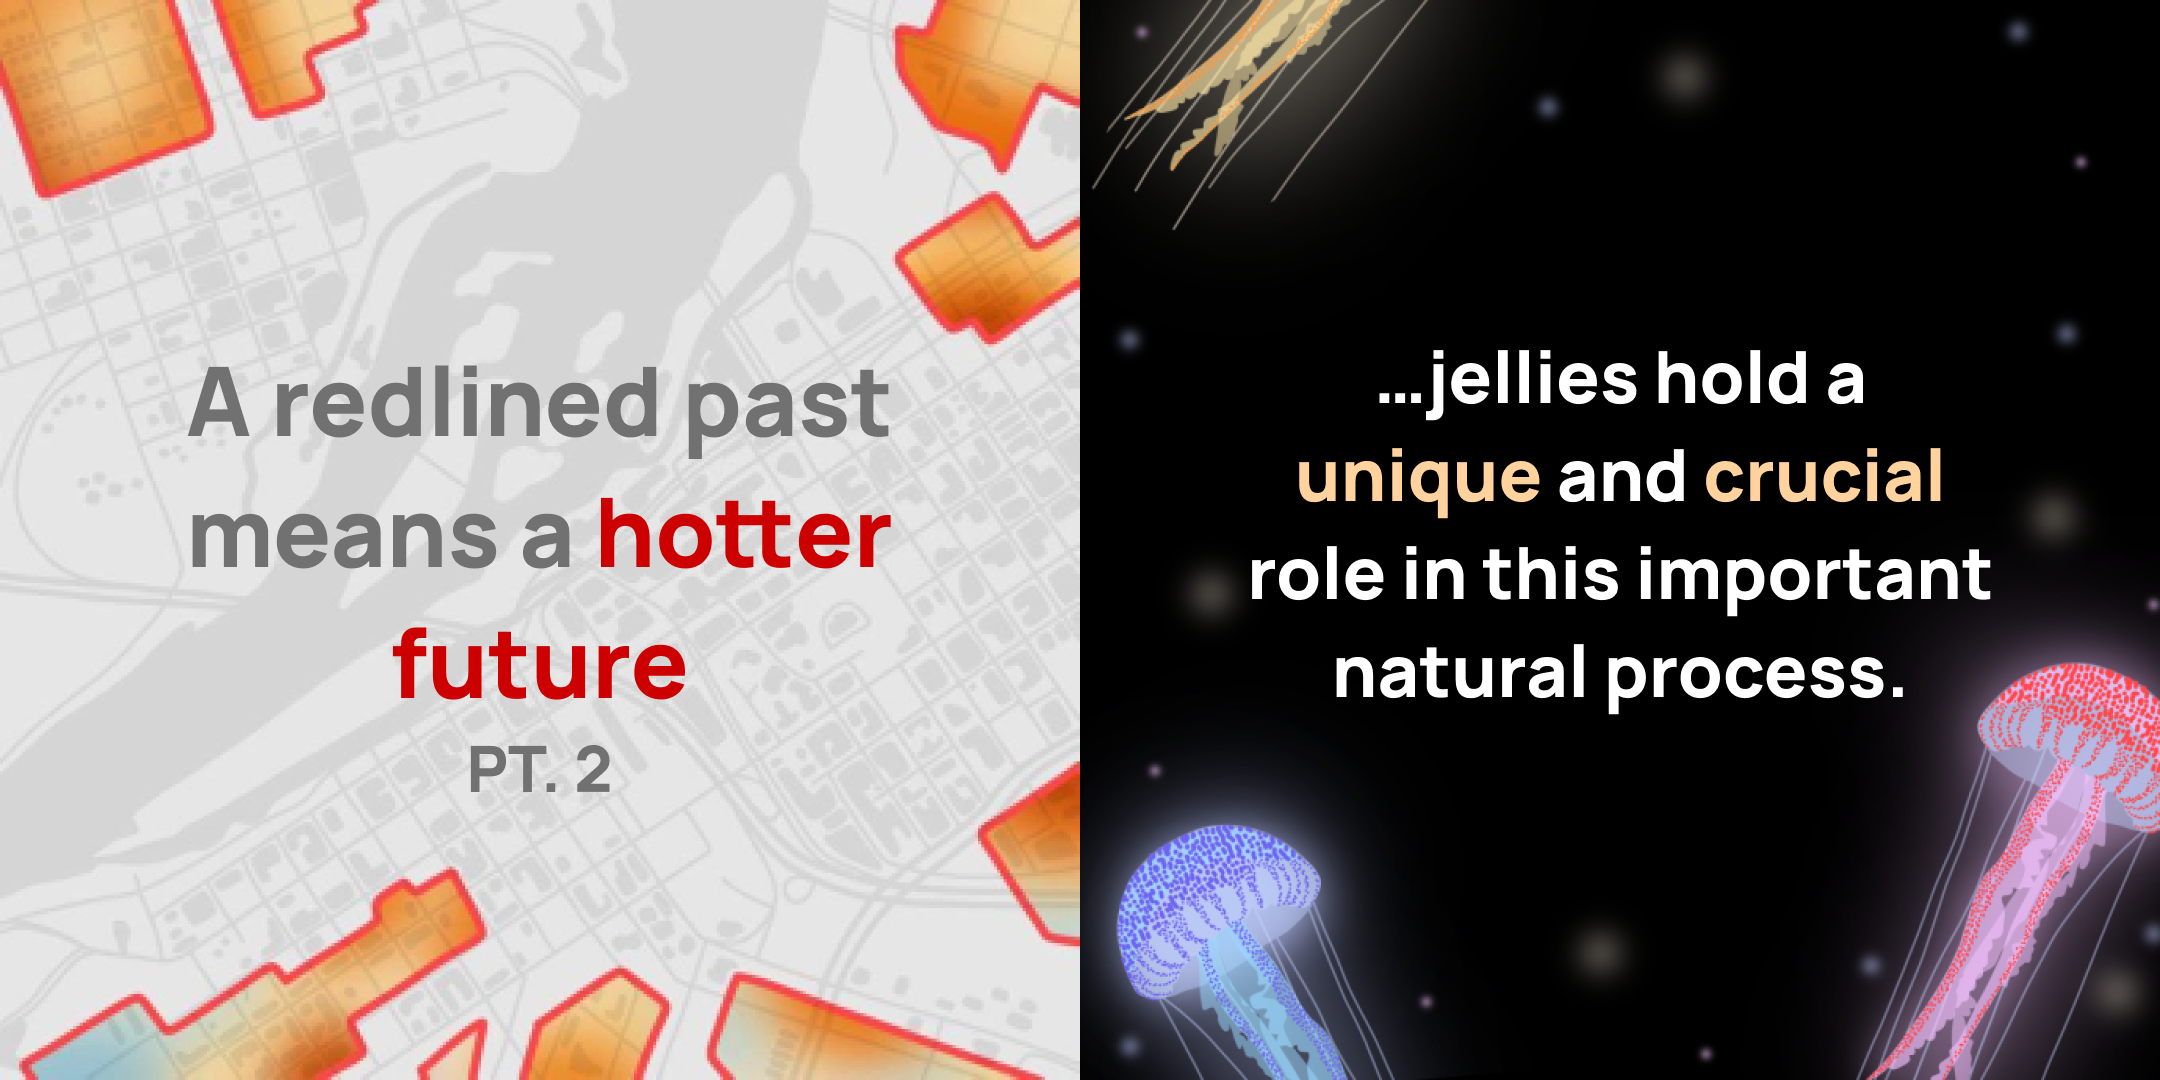 A redlined past
means a hotter
future
PT. 2
...jellies hold a
unique and crucial
role in this important
natural process.